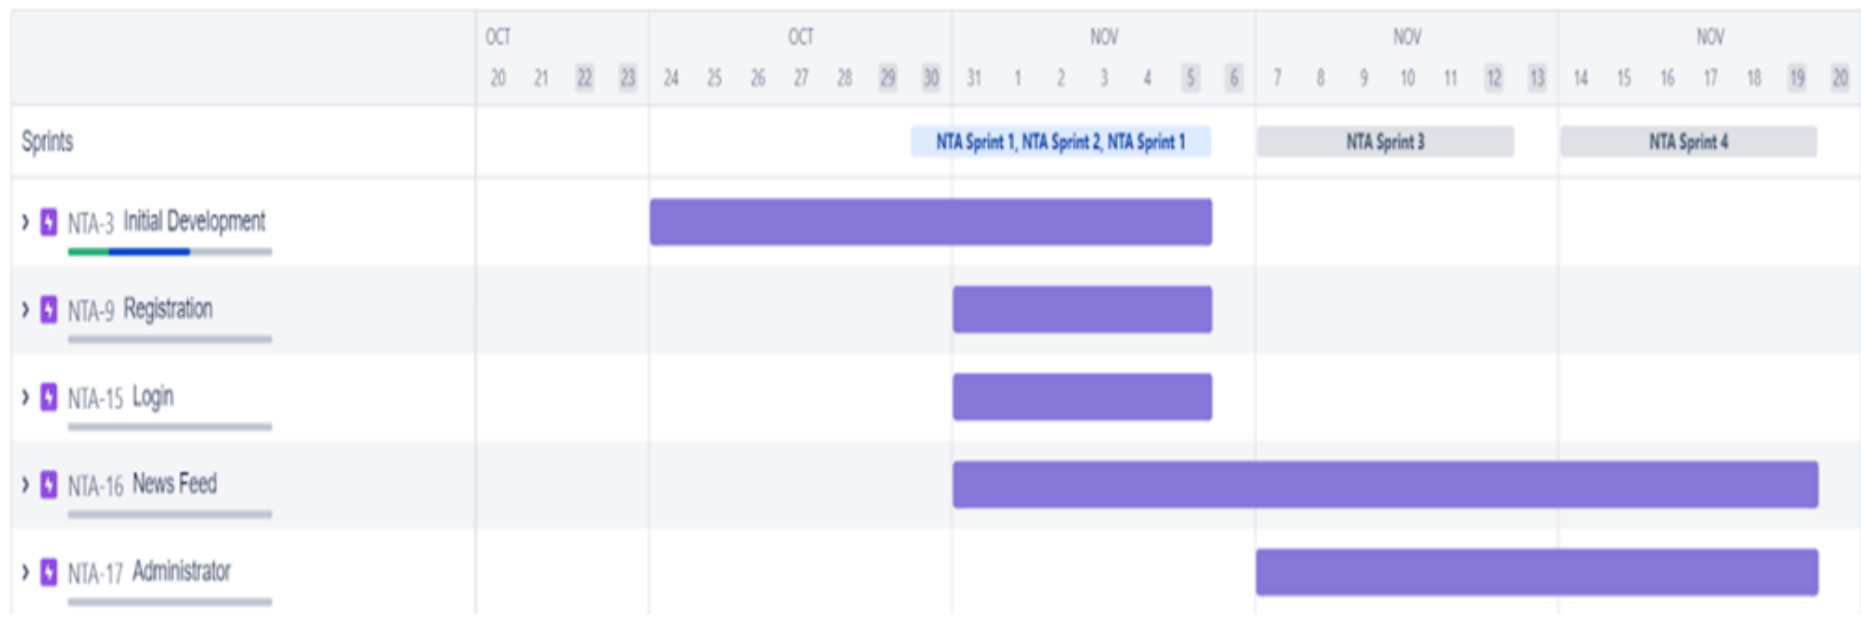 OCT OCT NOV NOV NOV
20 21 22 23 24 25 26 27 28 29 30 31 1 2 3 4 5 6 7 8 9 10 11 12 13 14 15 16 17 18 19 20
Sprints NTA Sprint 1, NTA Sprint 2, NTA Sprint 1 NTA Sprint 3 NTA Sprint 4
NTA-3 Initial Development
NTA-9 Registration
NTA-15 Login
NTA-16 News Feed
NTA-17 Administrator